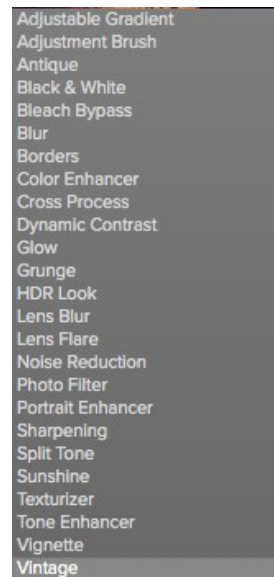 Adjustable Gradient
Adjustment Brush
Antique
Black & White
Bleach Bypass
Blur
Borders
Color Enhancer
Cross Process
Dynamic Contrast
Glow
Grunge
HDR Look
Lens Blur
Lens Flare
Noise Reduction
Photo Filter
Portrait Enhancer
Sharpening
Split Tone
Sunshine
Texturizer
Tone Enhancer
Vignette
Vintage